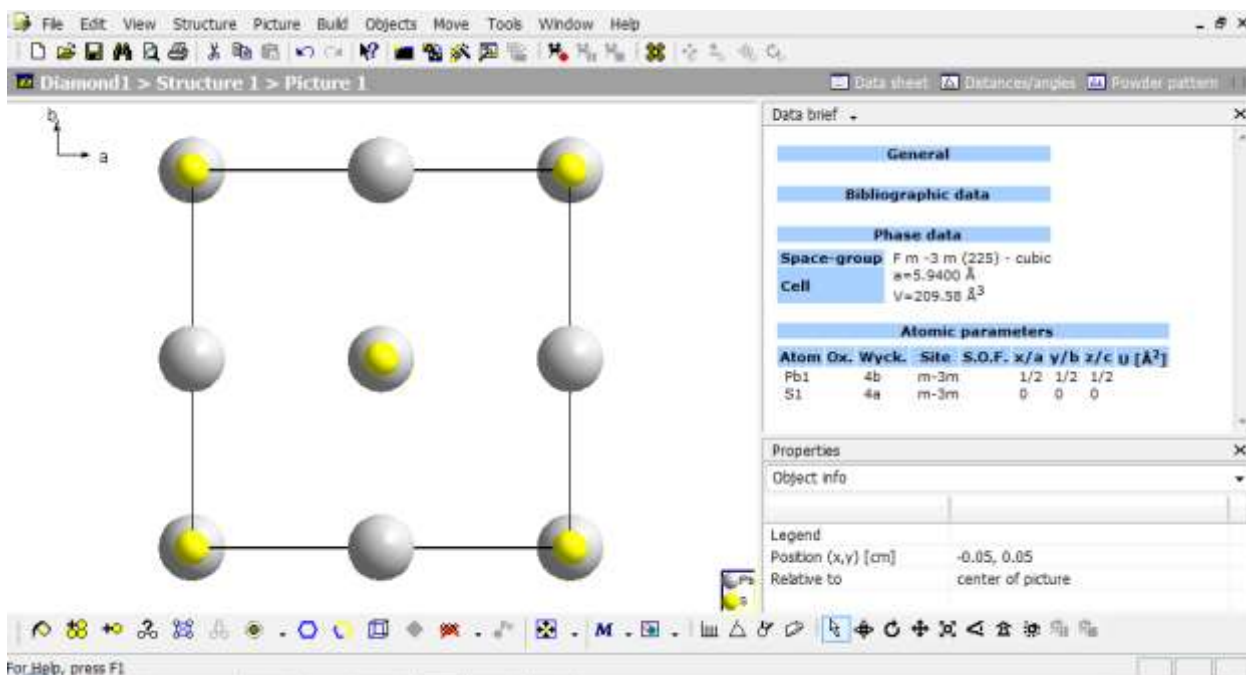 File Edit View Structure Picture Build Objects Move Tools Window Help
Diamond1 > Structure 1 > Picture 1
Data sheet Distances/angles Powder pattern
b
a
Data brief
General
Bibliographic data
Phase data
Space-group F m -3 m (225) - cubic
Cell a=5.9400 Å
V=209.58 Å3
Atomic parameters
Atom Ox. Wyck. Site S.O.F. x/a y/b z/c U [Å2]
Pb1 4b m-3m 1/2 1/2 1/2
S1 4a m-3m 0 0 0
Properties
Object info
Legend
Position (x,y) [cm] -0.05, 0.05
Relative to center of picture
Pb
S
M
For Help, press F1